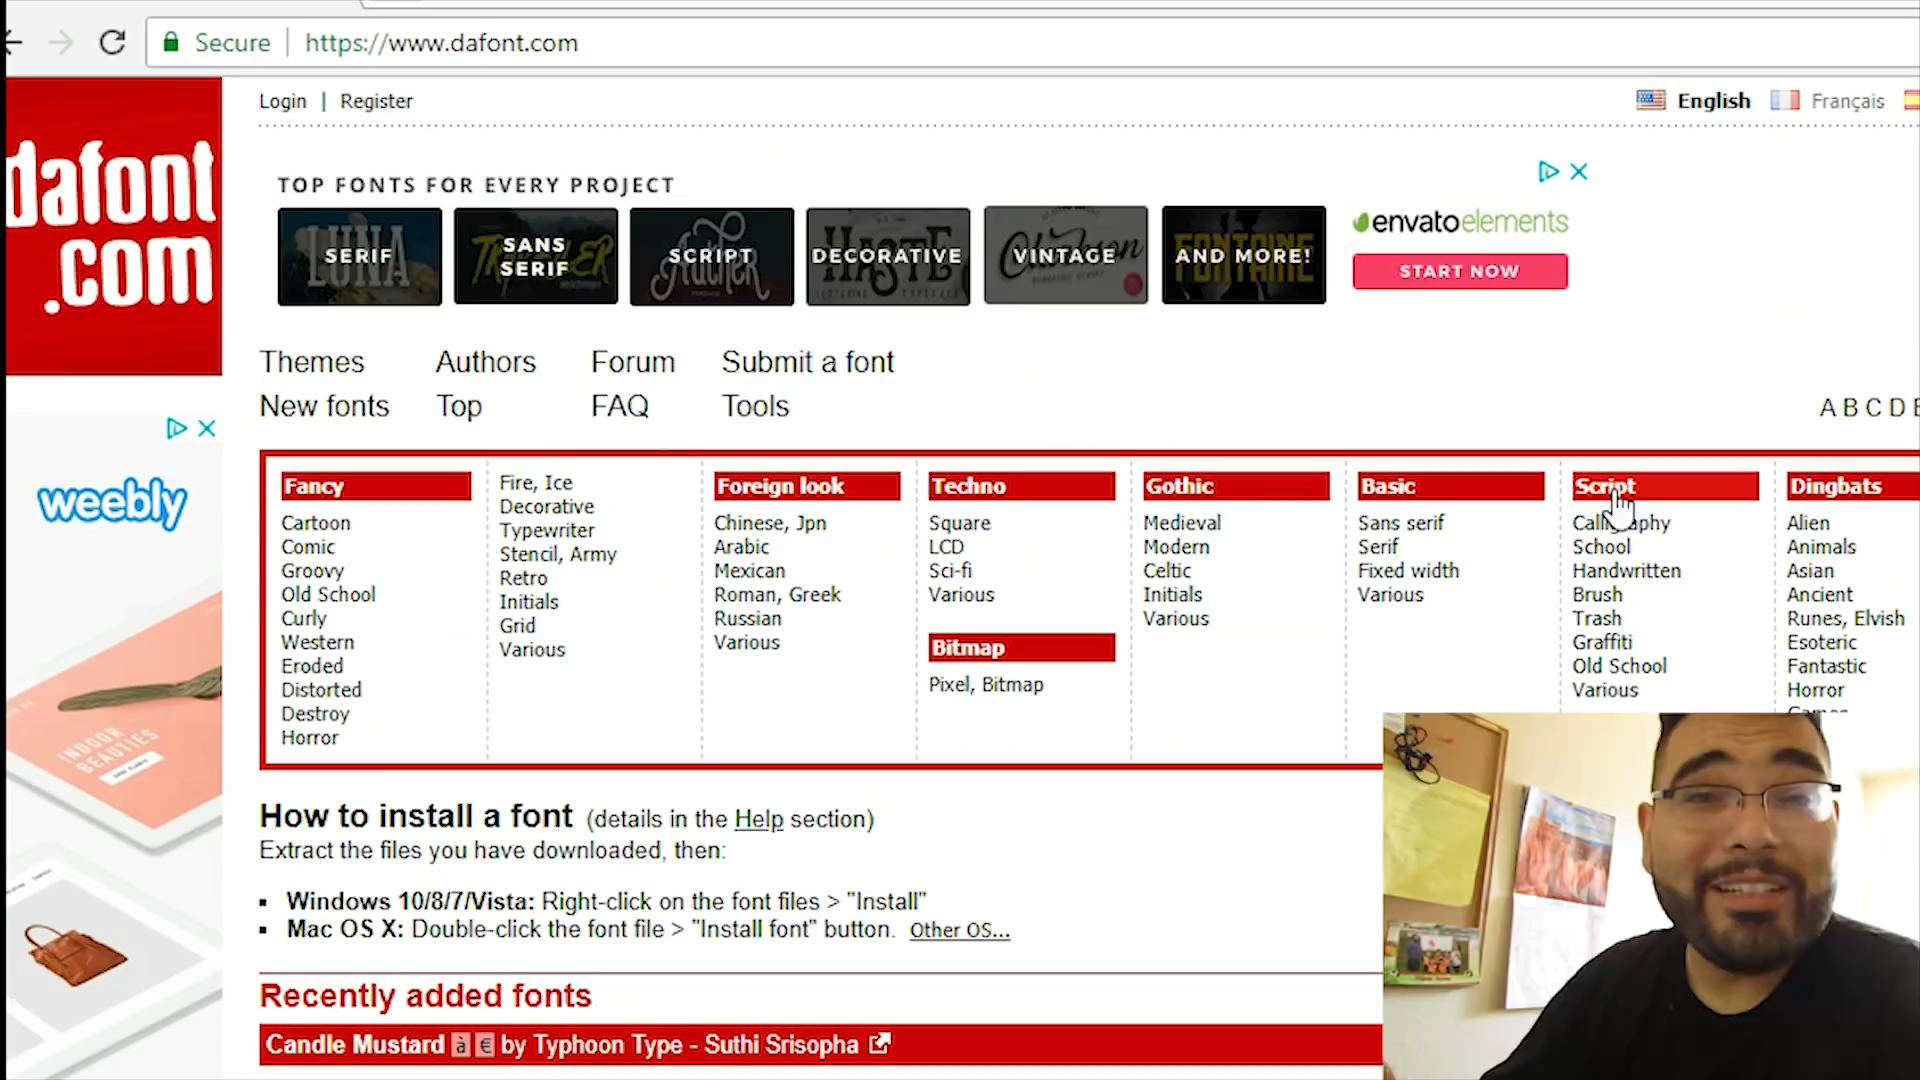 Secure | https://www.dafont.com
dafont
.com
Login | Register
English Français
TOP FONTS FOR EVERY PROJECT
SERIF
SANS SERIF
SCRIPT
DECORATIVE
VINTAGE
AND MORE!
envatoelements
START NOW
Themes Authors Forum Submit a font
New fonts Top FAQ Tools
A B C D E
weebly
INDOOR
BEAUTIES
Fancy
Cartoon
Comic
Groovy
Old School
Curly
Western
Eroded
Distorted
Destroy
Horror
Fire, Ice
Decorative
Typewriter
Stencil, Army
Retro
Initials
Grid
Various
Foreign look
Chinese, Jpn
Arabic
Mexican
Roman, Greek
Russian
Various
Techno
Square
LCD
Sci-fi
Various
Bitmap
Pixel, Bitmap
Gothic
Medieval
Modern
Celtic
Initials
Various
Basic
Sans serif
Serif
Fixed width
Various
Script
Calligraphy
School
Handwritten
Brush
Trash
Graffiti
Old School
Various
Dingbats
Alien
Animals
Asian
Ancient
Runes, Elvish
Esoteric
Fantastic
Horror
How to install a font (details in the Help section)
Extract the files you have downloaded, then:
▪ Windows 10/8/7/Vista: Right-click on the font files > "Install"
▪ Mac OS X: Double-click the font file > "Install font" button. Other OS...
Recently added fonts
Candle Mustard à € by Typhoon Type - Suthi Srisopha